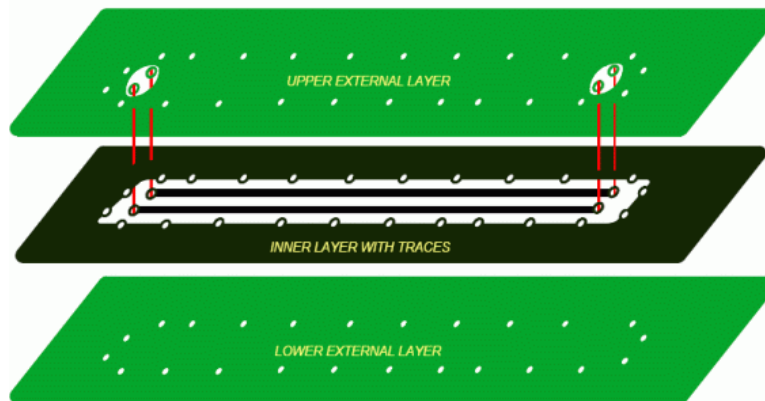 UPPER EXTERNAL LAYER
INNER LAYER WITH TRACES
LOWER EXTERNAL LAYER